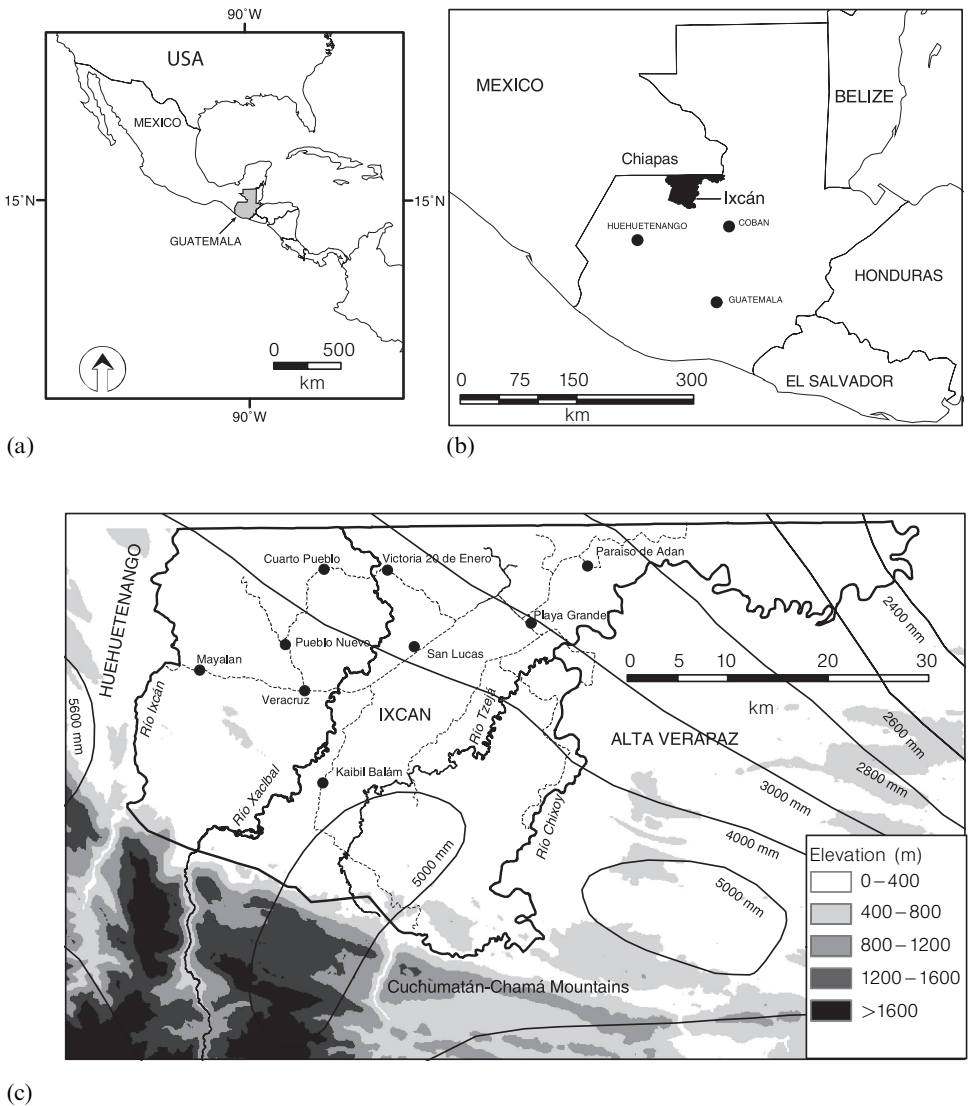 90°W
USA
MEXICO
15°N
15°N
GUATEMALA
0 500
km
90°W
(a)
MEXICO
BELIZE
Chiapas
Ixcán
HUEHUETENANGO
COBAN
GUATEMALA
HONDURAS
EL SALVADOR
0 75 150 300
km
(b)
HUEHUETENANGO
Cuarto Pueblo
Victoria 20 de Enero
Paraiso de Adan
2400 mm
Playa Grande
Pueblo Nuevo
San Lucas
Mayalan
Veracruz
0 5 10 20 30
km
5600 mm
Río Ixcán
IXCAN
Río Tzejá
ALTA VERAPAZ
2600 mm
2800 mm
3000 mm
Kaibil Balám
Río Xaclbal
Río Chixoy
4000 mm
5000 mm
5000 mm
Elevation (m)
0–400
400–800
800–1200
1200–1600
>1600
Cuchumatán-Chamá Mountains
(c)